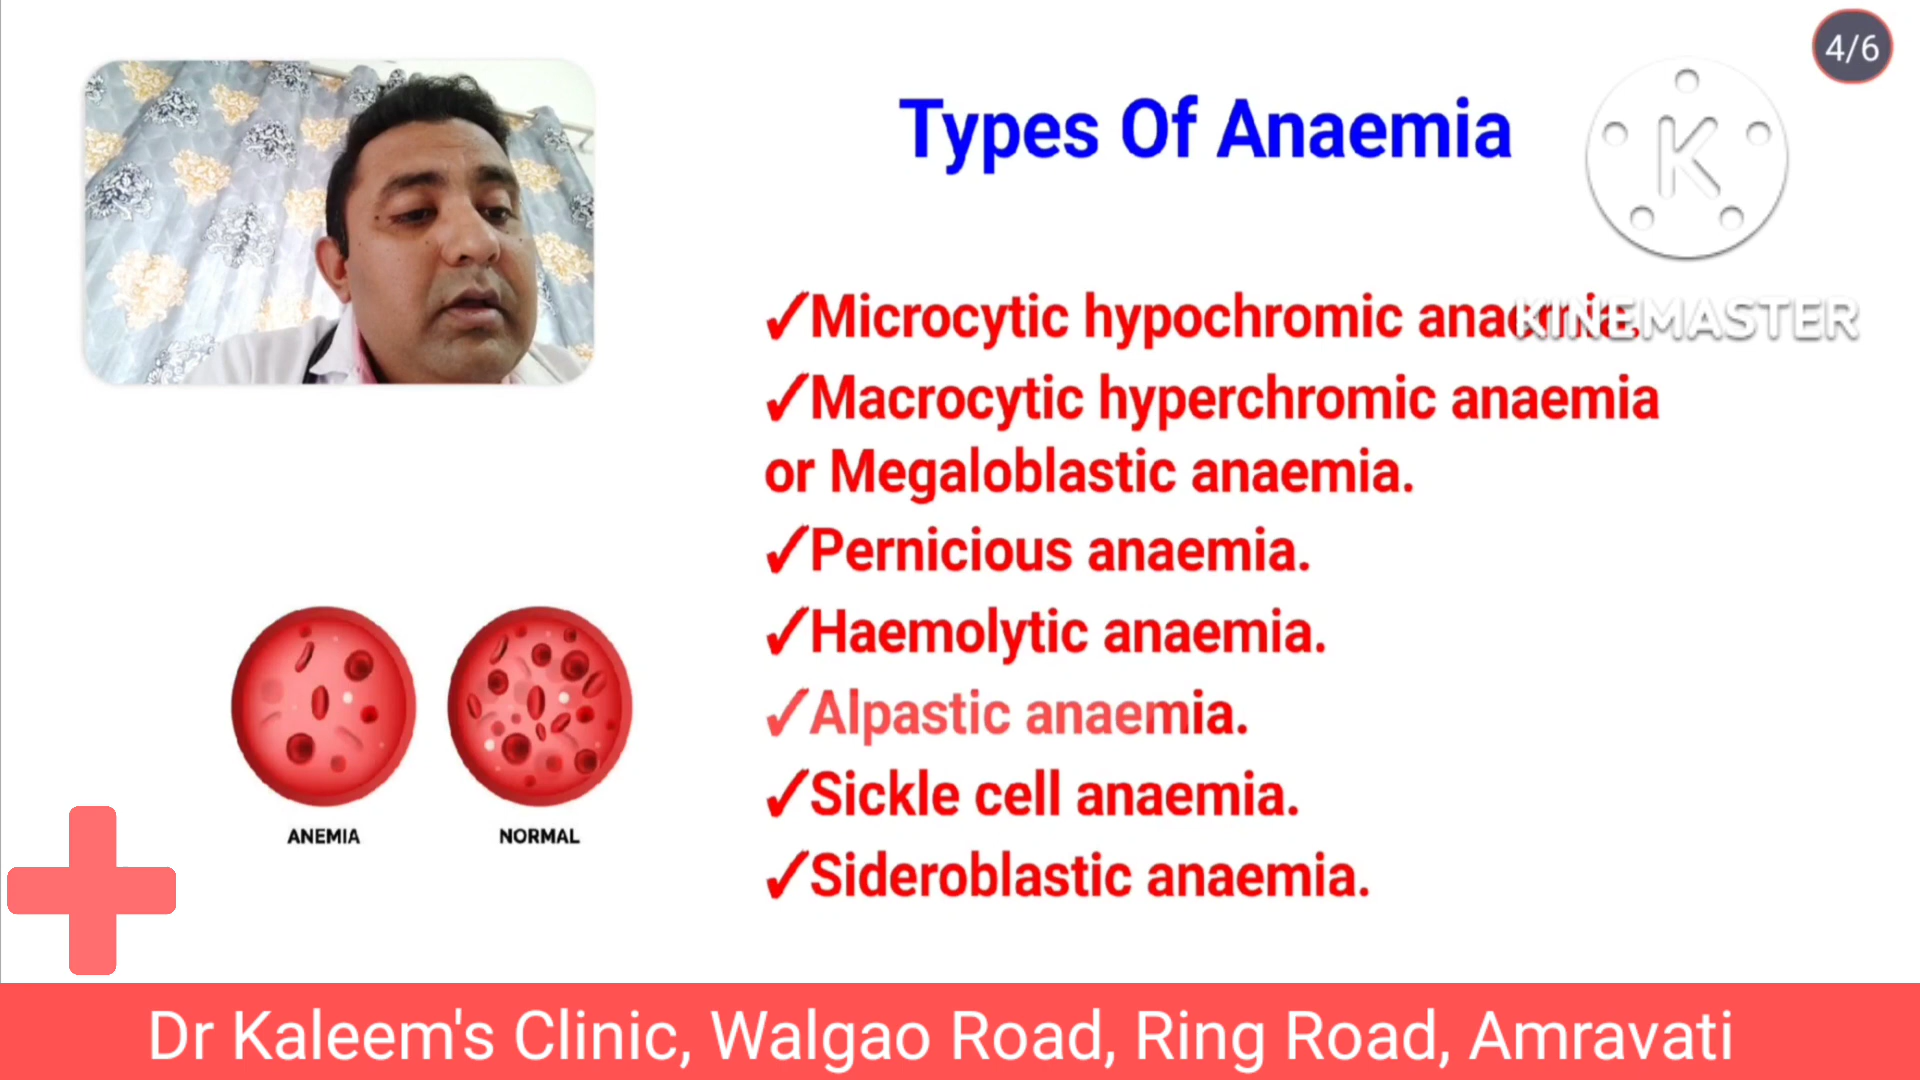 4/6
Types Of Anaemia
K
KINEMASTER
✓Microcytic hypochromic anaemia.
✓Macrocytic hyperchromic anaemia
or Megaloblastic anaemia.
✓Pernicious anaemia.
✓Haemolytic anaemia.
✓Alpastic anaemia.
✓Sickle cell anaemia.
✓Sideroblastic anaemia.
ANEMIA
NORMAL
Dr Kaleem's Clinic, Walgao Road, Ring Road, Amravati